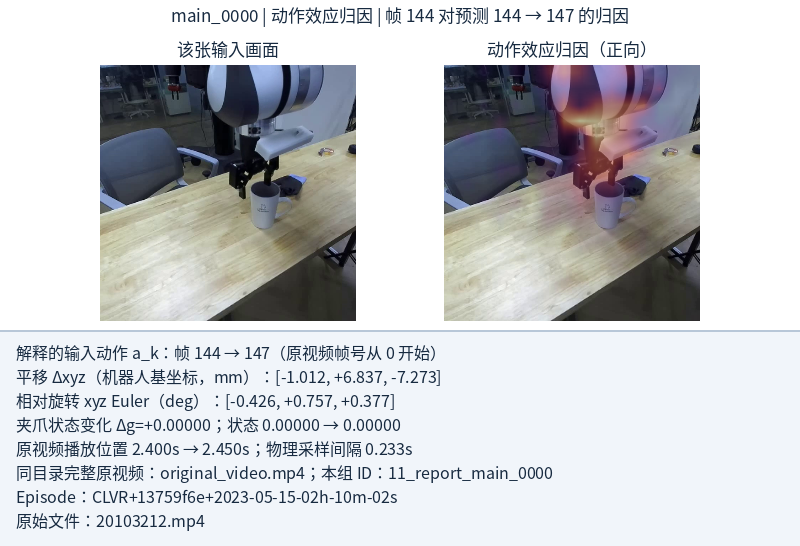 main_0000 | 动作效应归因 | 帧 144 对预测 144 → 147 的归因
该张输入画面
动作效应归因（正向）
解释的输入动作 a_k：帧 144 → 147（原视频帧号从 0 开始）
平移 Δxyz（机器人基坐标，mm）：[-1.012, +6.837, -7.273]
相对旋转 xyz Euler（deg）：[-0.426, +0.757, +0.377]
夹爪状态变化 Δg=+0.00000；状态 0.00000 → 0.00000
原视频播放位置 2.400s → 2.450s；物理采样间隔 0.233s
同目录完整原视频：original_video.mp4；本组 ID：11_report_main_0000
Episode：CLVR+13759f6e+2023-05-15-02h-10m-02s
原始文件：20103212.mp4